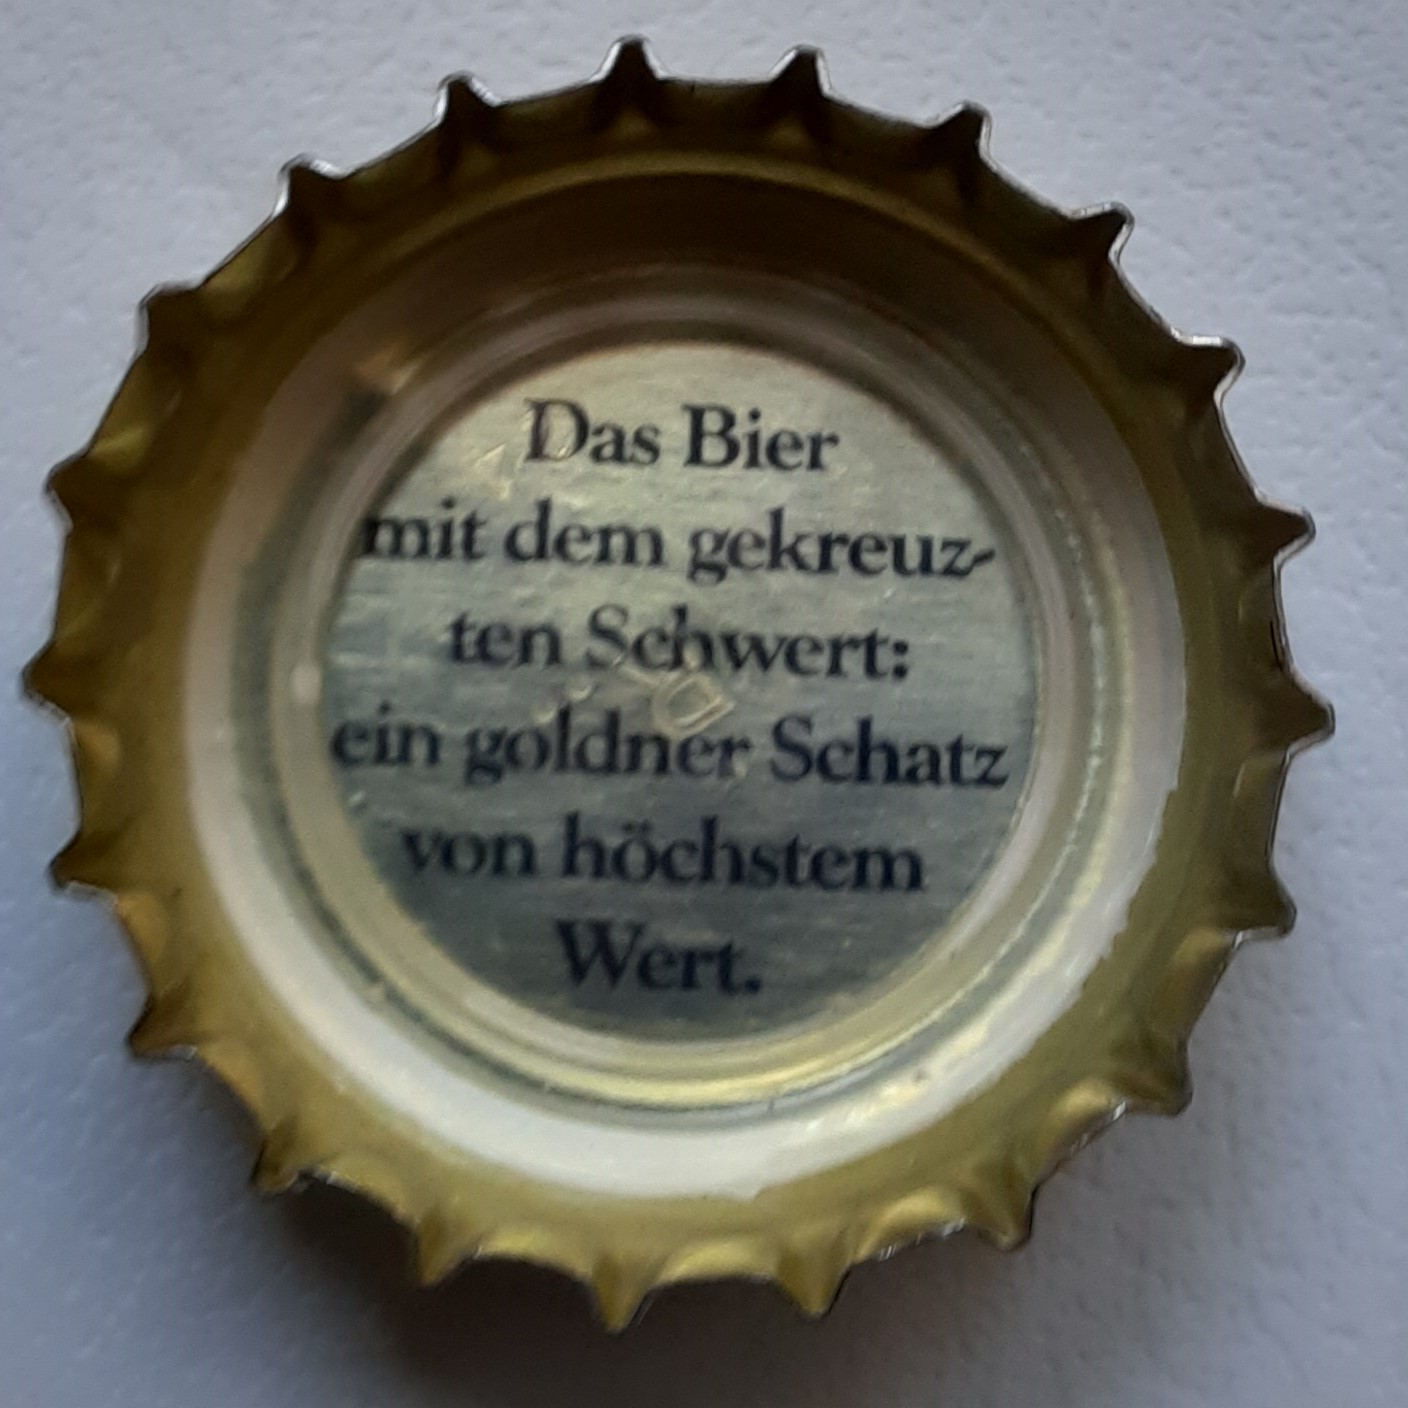 Das Bier
mit dem gekreuz-
ten Schwert:
ein goldner Schatz
von höchstem
Wert.